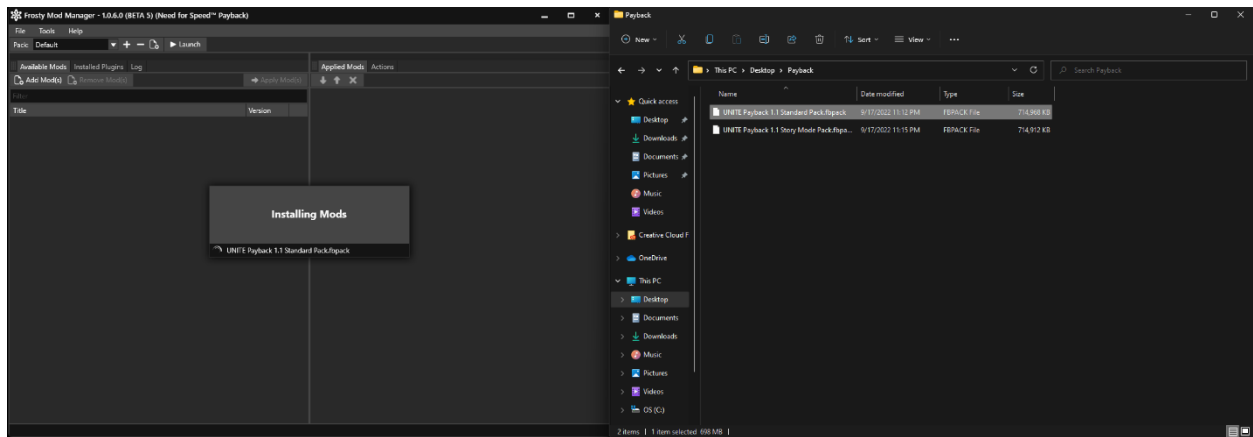 Frosty Mod Manager - 1.0.6.0 (BETA 5) (Need for Speed™ Payback)
File Tools Help
Pack: Default Launch
Available Mods Installed Plugins Log
Add Mod(s) Remove Mod(s) Apply Mod(s)
Filter
Title Version
Applied Mods Actions
Installing Mods
UNITE Payback 1.1 Standard Pack.fbpack
Payback
New Sort View ...
This PC > Desktop > Payback
Search Payback
Name Date modified Type Size
UNITE Payback 1.1 Standard Pack.fbpack 9/17/2022 11:12 PM FBPACK File 714,968 KB
UNITE Payback 1.1 Story Mode Pack.fbpa... 9/17/2022 11:15 PM FBPACK File 714,912 KB
Quick access
Desktop
Downloads
Documents
Pictures
Music
Videos
Creative Cloud F
OneDrive
This PC
Desktop
Documents
Downloads
Music
Pictures
Videos
OS (C:)
2 items 1 item selected 698 MB